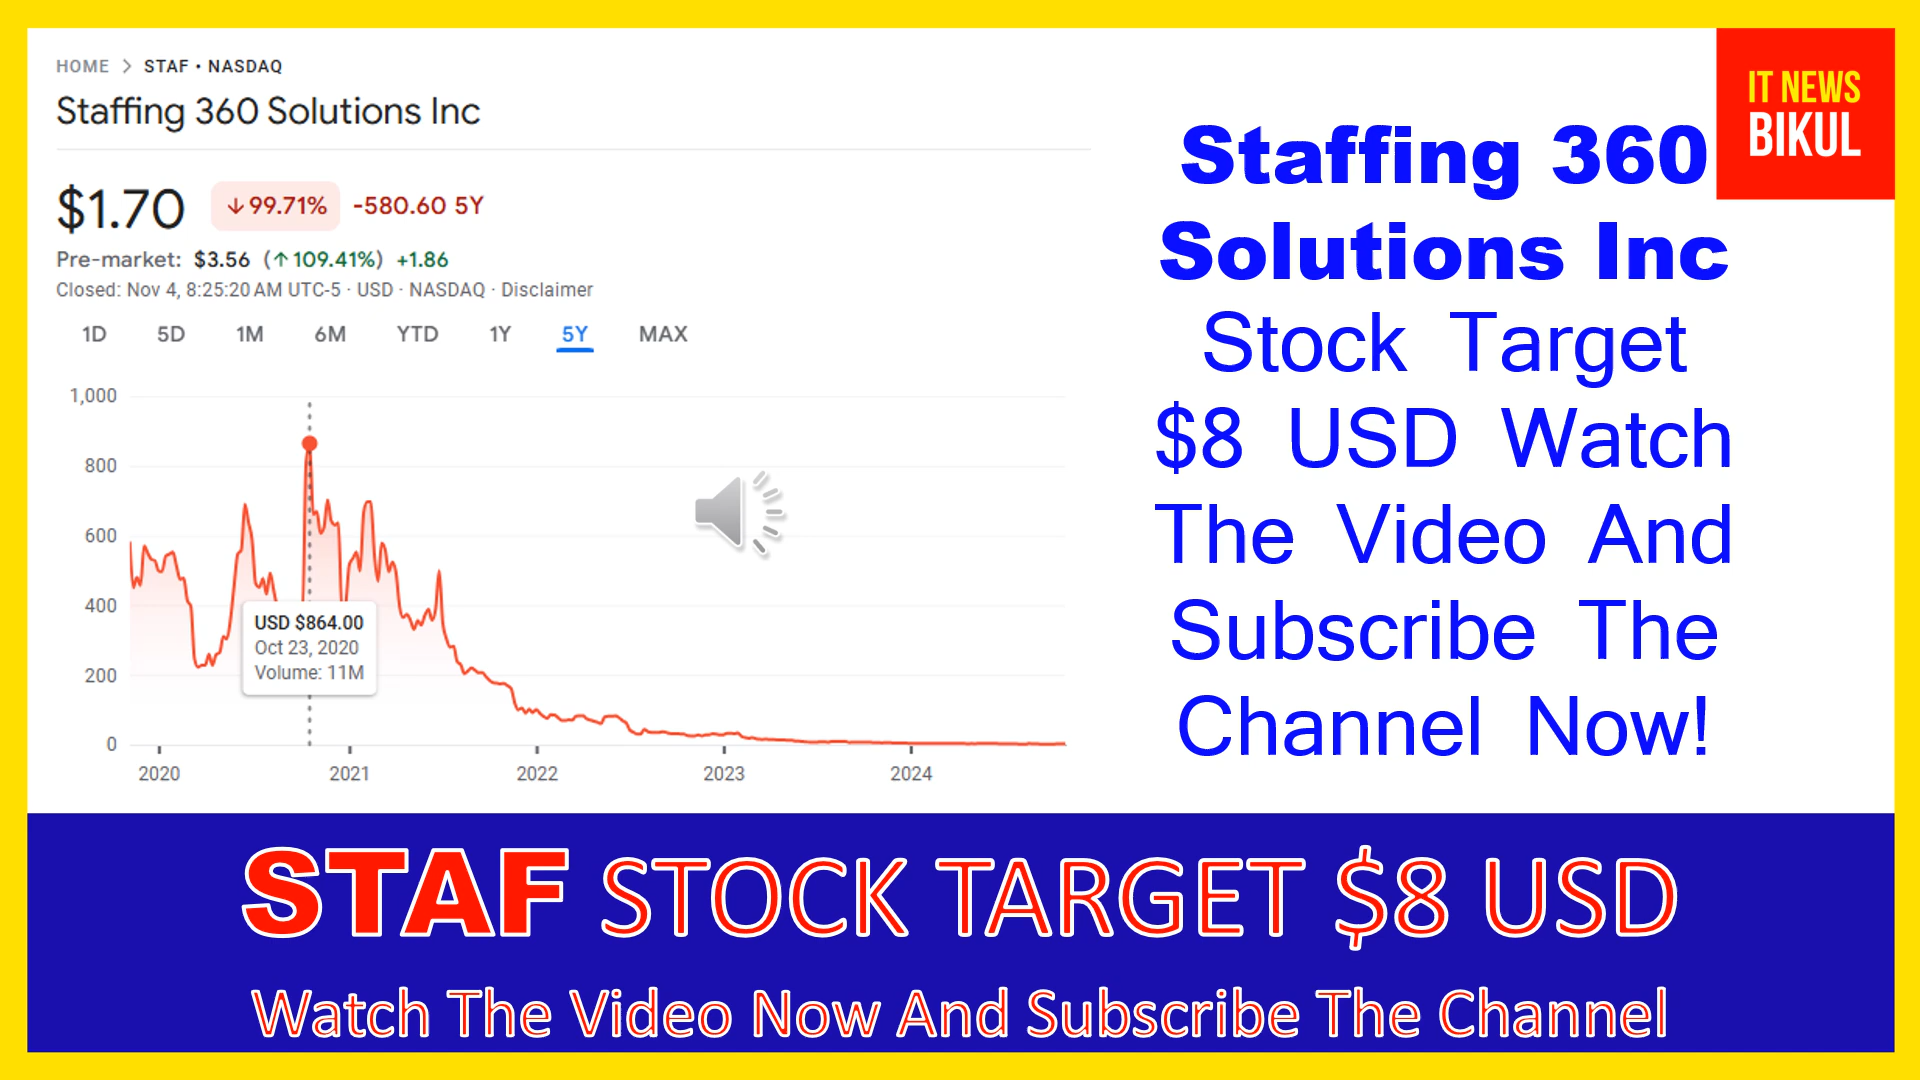 HOME > STAF • NASDAQ
Staffing 360 Solutions Inc
$1.70 ↓99.71% -580.60 5Y
Pre-market: $3.56 (↑109.41%) +1.86
Closed: Nov 4, 8:25:20 AM UTC-5 · USD · NASDAQ · Disclaimer
1D 5D 1M 6M YTD 1Y 5Y MAX
1,000
800
600
400
200
0
USD $864.00
Oct 23, 2020
Volume: 11M
2020 2021 2022 2023 2024
IT NEWS
BIKUL
Staffing 360
Solutions Inc
Stock Target
$8 USD Watch
The Video And
Subscribe The
Channel Now!
STAF STOCK TARGET $8 USD
Watch The Video Now And Subscribe The Channel